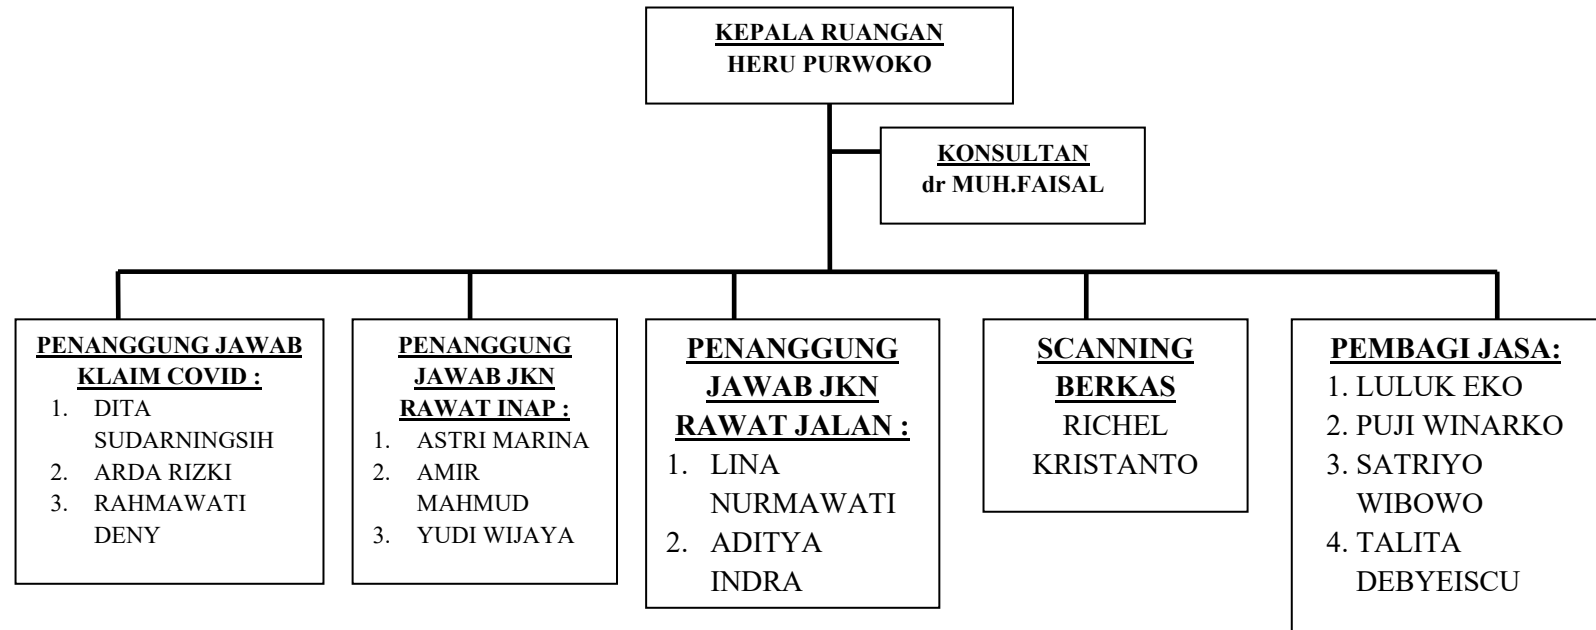 KEPALA RUANGAN
HERU PURWOKO
KONSULTAN
dr MUH.FAISAL
PENANGGUNG JAWAB
KLAIM COVID :
1. DITA
SUDARNINGSIH
2. ARDA RIZKI
3. RAHMAWATI
DENY
PENANGGUNG
JAWAB JKN
RAWAT INAP :
1. ASTRI MARINA
2. AMIR
MAHMUD
3. YUDI WIJAYA
PENANGGUNG
JAWAB JKN
RAWAT JALAN :
1. LINA
NURMAWATI
2. ADITYA
INDRA
SCANNING
BERKAS
RICHEL
KRISTANTO
PEMBAGI JASA:
1. LULUK EKO
2. PUJI WINARKO
3. SATRIYO
WIBOWO
4. TALITA
DEBYEISCU